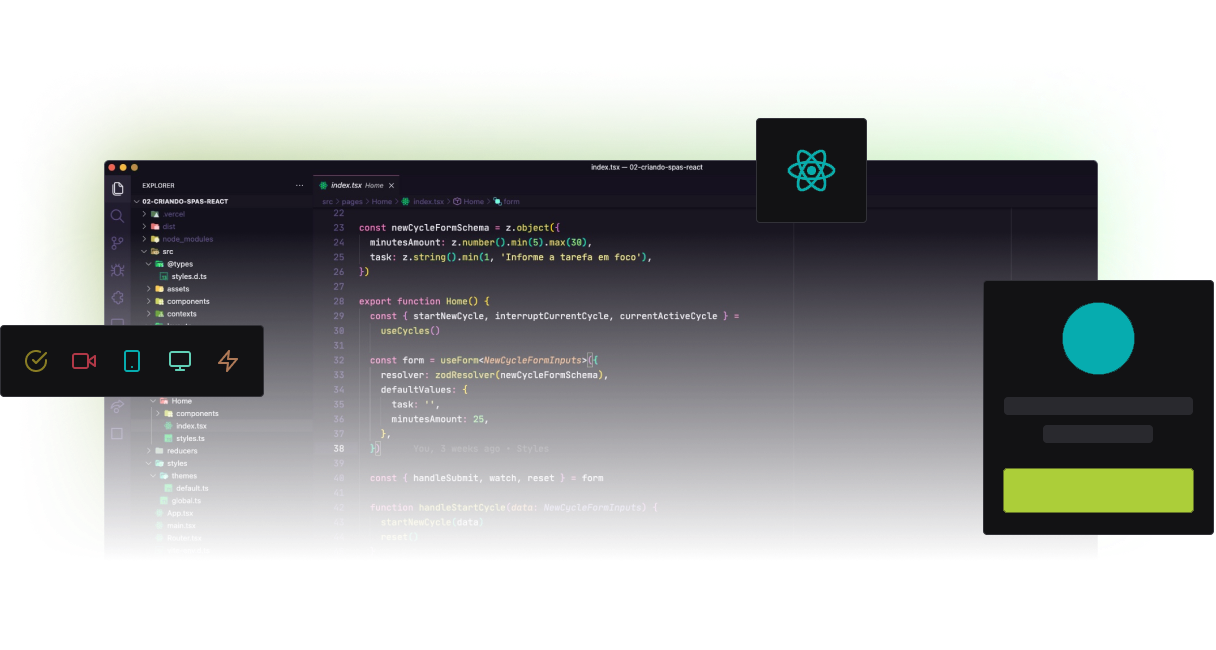 index.tsx — 02-criando-spas-react
EXPLORER ...
index.tsx Home ×
02-CRIANDO-SPAS-REACT
src > pages > Home > index.tsx > Home > form
.vercel
dist
node_modules
src
@types
styles.d.ts
assets
components
contexts
Home
components
index.tsx
styles.ts
reducers
styles
themes
default.ts
global.ts
App.tsx
main.tsx
Router.tsx
22
23 const newCycleFormSchema = z.object({
24 minutesAmount: z.number().min(5).max(30),
25 task: z.string().min(1, 'Informe a tarefa em foco'),
26 })
27
28 export function Home() {
29 const { startNewCycle, interruptCurrentCycle, currentActiveCycle } =
30 useCycles()
31
32 const form = useForm<NewCycleFormInputs>({
33 resolver: zodResolver(newCycleFormSchema),
34 defaultValues: {
35 task: '',
36 minutesAmount: 25,
37 },
38 }) You, 3 weeks ago · Styles
39
40 const { handleSubmit, watch, reset } = form
41
42 function handleStartCycle(data: NewCycleFormInputs) {
43 startNewCycle(data)
reset()